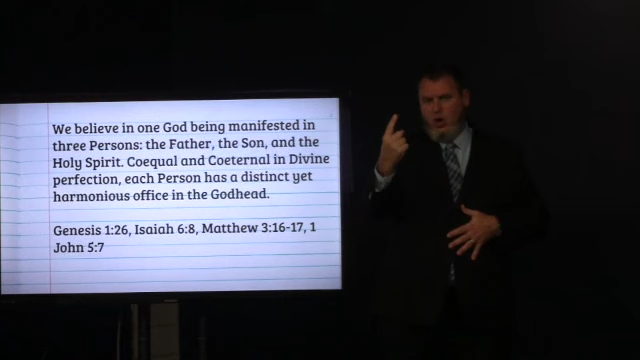 We believe in one God being manifested in
three Persons: the Father, the Son, and the
Holy Spirit. Coequal and Coeternal in Divine
perfection, each Person has a distinct yet
harmonious office in the Godhead.
Genesis 1:26, Isaiah 6:8, Matthew 3:16-17, 1
John 5:7